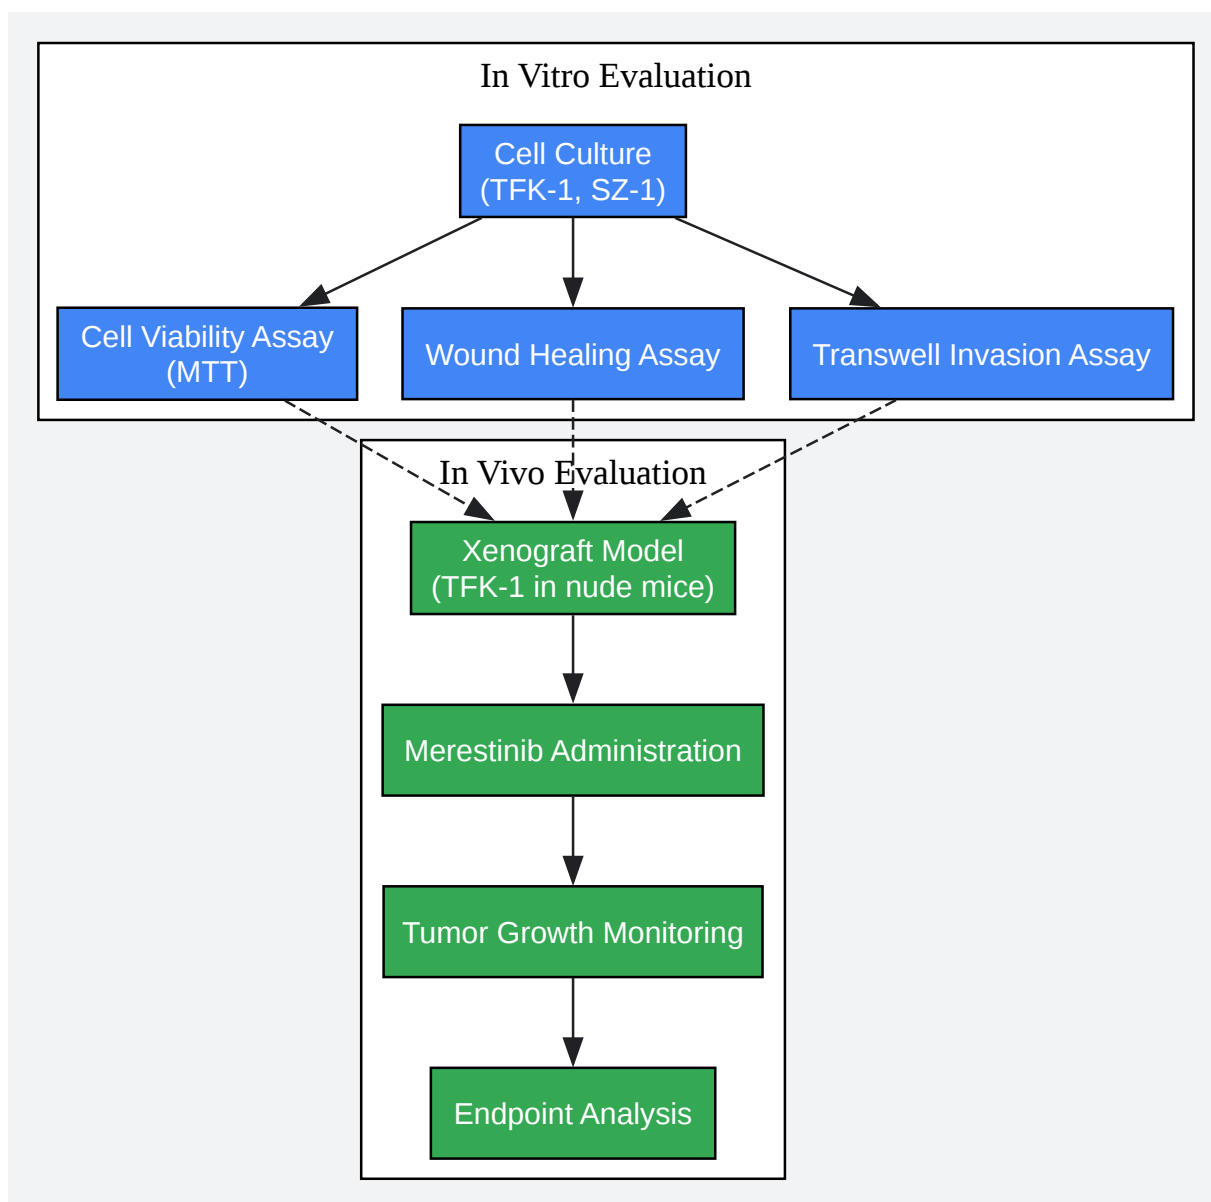 In Vitro Evaluation
Cell Culture
(TFK-1, SZ-1)
Cell Viability Assay
(MTT)
Wound Healing Assay
Transwell Invasion Assay
In Vivo Evaluation
Xenograft Model
(TFK-1 in nude mice)
Merestinib Administration
Tumor Growth Monitoring
Endpoint Analysis